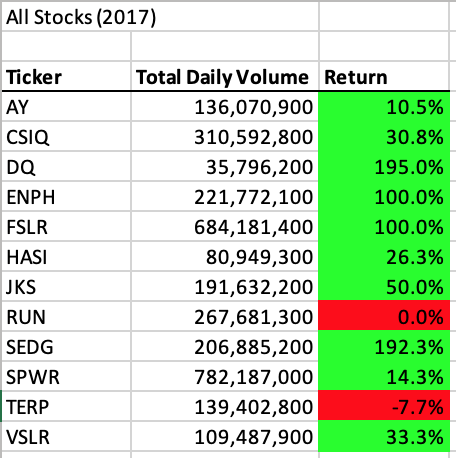 All Stocks (2017)
Ticker Total Daily Volume Return
AY 136,070,900 10.5%
CSIQ 310,592,800 30.8%
DQ 35,796,200 195.0%
ENPH 221,772,100 100.0%
FSLR 684,181,400 100.0%
HASI 80,949,300 26.3%
JKS 191,632,200 50.0%
RUN 267,681,300 0.0%
SEDG 206,885,200 192.3%
SPWR 782,187,000 14.3%
TERP 139,402,800 -7.7%
VSLR 109,487,900 33.3%